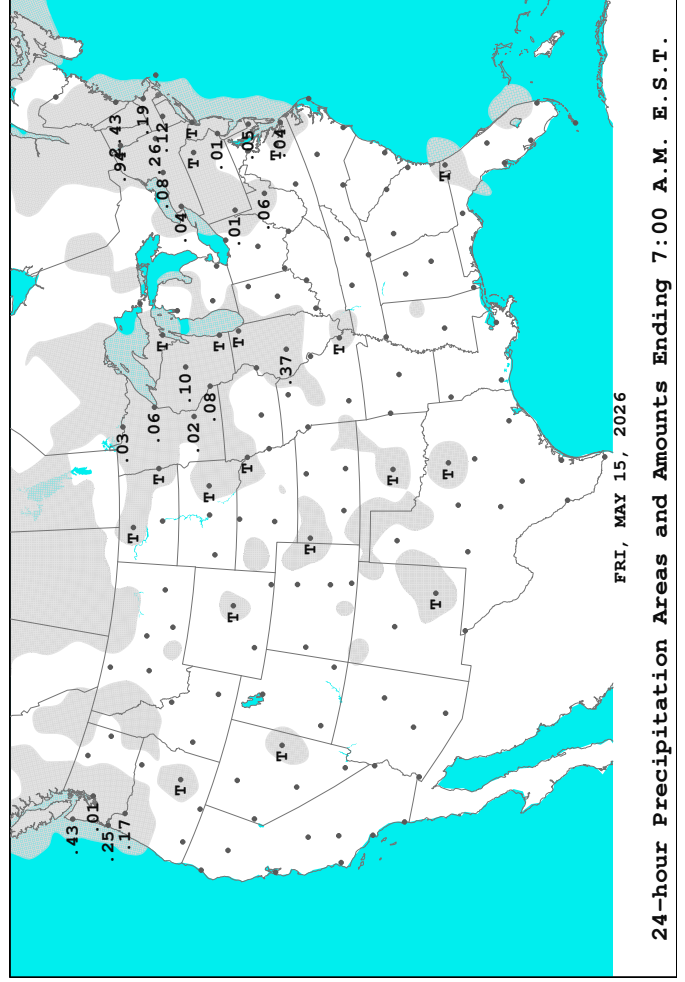 .43
.01
.25
.17
.43
.94
.03
T
.19
.26
.12
.06
T
T
.08
T
.04
.10
T
T
.02
T
.08
.01
T
T
.01
T
T
.05
.06
T
.04
T
.37
T
T
T
T
T
T
FRI, MAY 15, 2026
24-hour Precipitation Areas and Amounts Ending 7:00 A.M. E.S.T.